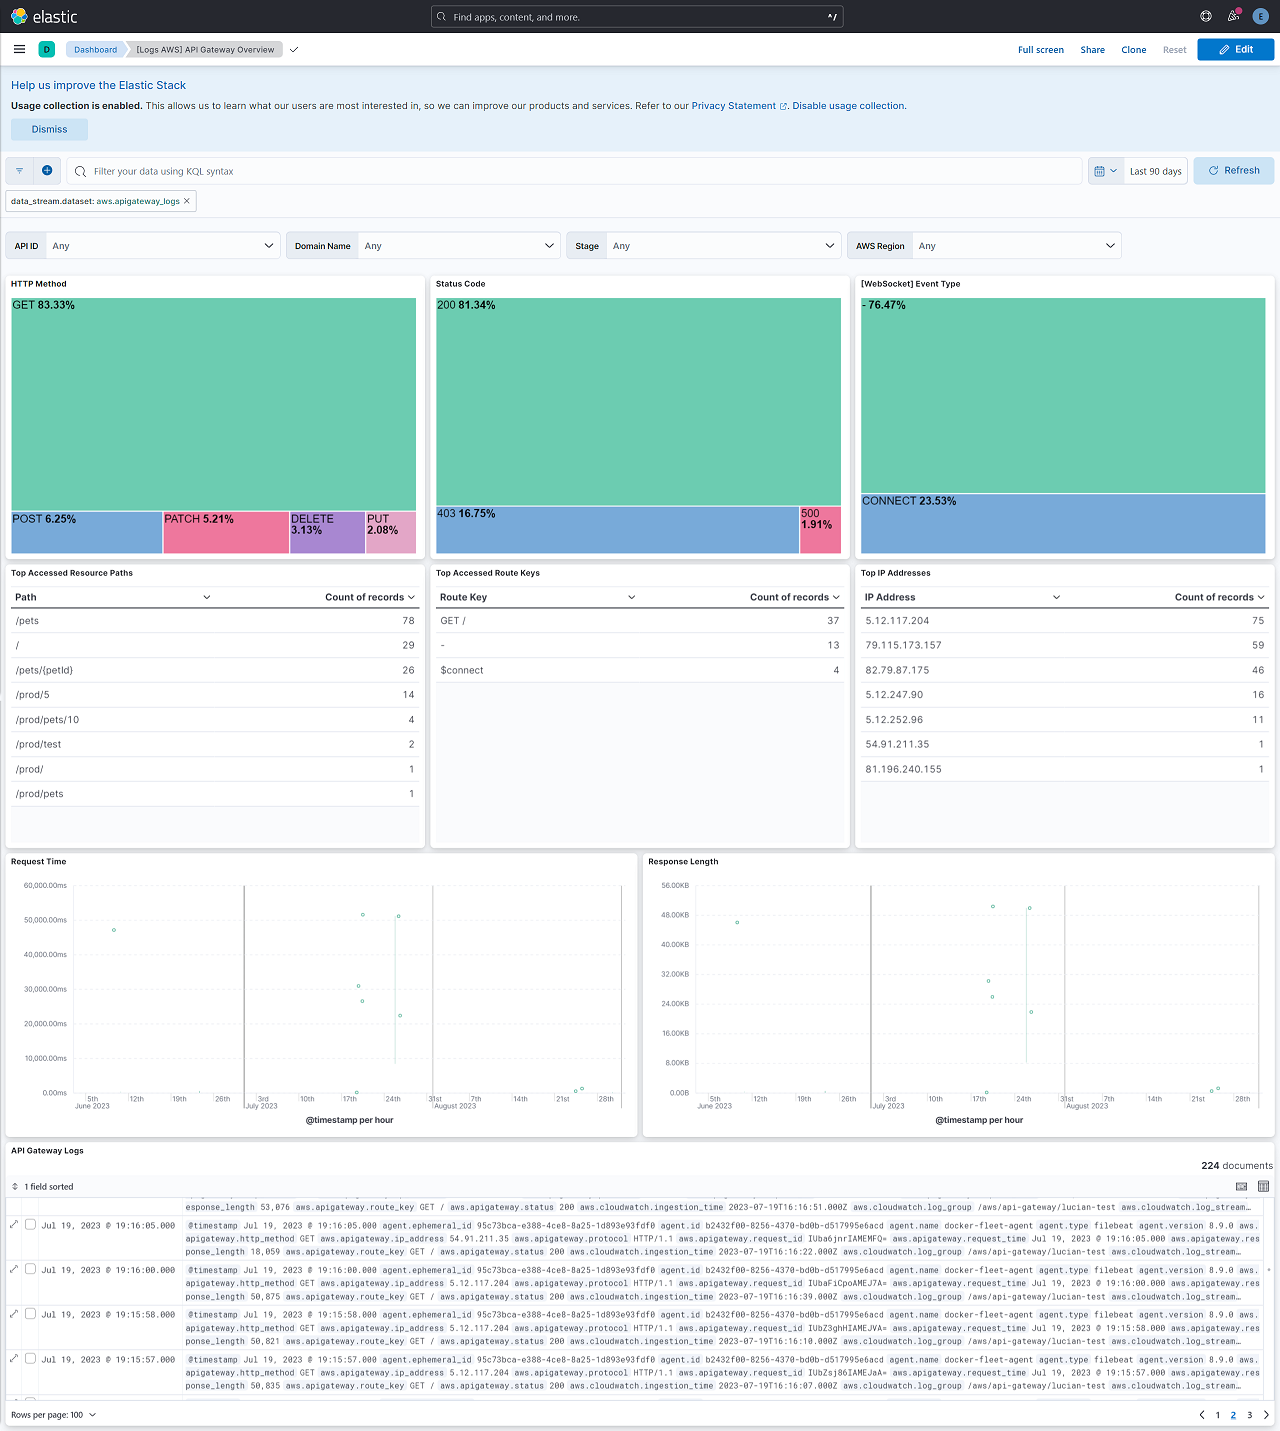 elastic
Find apps, content, and more.
^/
E
D
Dashboard
[Logs AWS] API Gateway Overview
Full screen
Share
Clone
Reset
Edit
Help us improve the Elastic Stack
Usage collection is enabled. This allows us to learn what our users are most interested in, so we can improve our products and services. Refer to our Privacy Statement. Disable usage collection.
Dismiss
Filter your data using KQL syntax
Last 90 days
Refresh
data_stream.dataset: aws.apigateway_logs
API ID Any
Domain Name Any
Stage Any
AWS Region Any
HTTP Method
GET 83.33%
POST 6.25%
PATCH 5.21%
DELETE
3.13%
PUT
2.08%
Status Code
200 81.34%
403 16.75%
500
1.91%
[WebSocket] Event Type
- 76.47%
CONNECT 23.53%
Top Accessed Resource Paths
Path Count of records
/pets 78
/ 29
/pets/{petId} 26
/prod/5 14
/prod/pets/10 4
/prod/test 2
/prod/ 1
/prod/pets 1
Top Accessed Route Keys
Route Key Count of records
GET / 37
- 13
$connect 4
Top IP Addresses
IP Address Count of records
5.12.117.204 75
79.115.173.157 59
82.79.87.175 46
5.12.247.90 16
5.12.252.96 11
54.91.211.35 1
81.196.240.155 1
Request Time
60,000.00ms
50,000.00ms
40,000.00ms
30,000.00ms
20,000.00ms
10,000.00ms
0.00ms
5th 12th 19th 26th 3rd 10th 17th 24th 31st 7th 14th 21st 28th
June 2023 July 2023 August 2023
@timestamp per hour
Response Length
56.00KB
48.00KB
40.00KB
32.00KB
24.00KB
16.00KB
8.00KB
0.00B
5th 12th 19th 26th 3rd 10th 17th 24th 31st 7th 14th 21st 28th
June 2023 July 2023 August 2023
@timestamp per hour
API Gateway Logs
224 documents
1 field sorted
esponse_length 53,076 aws.apigateway.route_key GET / aws.apigateway.status 200 aws.cloudwatch.ingestion_time 2023-07-19T16:16:51.000Z aws.cloudwatch.log_group /aws/api-gateway/lucian-test aws.cloudwatch.log_stream…
Jul 19, 2023 @ 19:16:05.000 @timestamp Jul 19, 2023 @ 19:16:05.000 agent.ephemeral_id 95c73bca-e388-4ce8-8a25-1d893e93fdf0 agent.id b2432f00-8256-4370-bd0b-d517995e6acd agent.name docker-fleet-agent agent.type filebeat agent.version 8.9.0 aws.
apigateway.http_method GET aws.apigateway.ip_address 54.91.211.35 aws.apigateway.protocol HTTP/1.1 aws.apigateway.request_id IUba6jnrIAMEMFQ= aws.apigateway.request_time Jul 19, 2023 @ 19:16:05.000 aws.apigateway.res
ponse_length 18,059 aws.apigateway.route_key GET / aws.apigateway.status 200 aws.cloudwatch.ingestion_time 2023-07-19T16:16:22.000Z aws.cloudwatch.log_group /aws/api-gateway/lucian-test aws.cloudwatch.log_stream…
Jul 19, 2023 @ 19:16:00.000 @timestamp Jul 19, 2023 @ 19:16:00.000 agent.ephemeral_id 95c73bca-e388-4ce8-8a25-1d893e93fdf0 agent.id b2432f00-8256-4370-bd0b-d517995e6acd agent.name docker-fleet-agent agent.type filebeat agent.version 8.9.0 aws.
apigateway.http_method GET aws.apigateway.ip_address 5.12.117.204 aws.apigateway.protocol HTTP/1.1 aws.apigateway.request_id IUbaFiCpoAMEJ7A= aws.apigateway.request_time Jul 19, 2023 @ 19:16:00.000 aws.apigateway.res
ponse_length 50,875 aws.apigateway.route_key GET / aws.apigateway.status 200 aws.cloudwatch.ingestion_time 2023-07-19T16:16:39.000Z aws.cloudwatch.log_group /aws/api-gateway/lucian-test aws.cloudwatch.log_stream…
Jul 19, 2023 @ 19:15:58.000 @timestamp Jul 19, 2023 @ 19:15:58.000 agent.ephemeral_id 95c73bca-e388-4ce8-8a25-1d893e93fdf0 agent.id b2432f00-8256-4370-bd0b-d517995e6acd agent.name docker-fleet-agent agent.type filebeat agent.version 8.9.0 aws.
apigateway.http_method GET aws.apigateway.ip_address 5.12.117.204 aws.apigateway.protocol HTTP/1.1 aws.apigateway.request_id IUbZ3ghHIAMEJVA= aws.apigateway.request_time Jul 19, 2023 @ 19:15:58.000 aws.apigateway.res
ponse_length 50,821 aws.apigateway.route_key GET / aws.apigateway.status 200 aws.cloudwatch.ingestion_time 2023-07-19T16:16:10.000Z aws.cloudwatch.log_group /aws/api-gateway/lucian-test aws.cloudwatch.log_stream…
Jul 19, 2023 @ 19:15:57.000 @timestamp Jul 19, 2023 @ 19:15:57.000 agent.ephemeral_id 95c73bca-e388-4ce8-8a25-1d893e93fdf0 agent.id b2432f00-8256-4370-bd0b-d517995e6acd agent.name docker-fleet-agent agent.type filebeat agent.version 8.9.0 aws.
apigateway.http_method GET aws.apigateway.ip_address 5.12.117.204 aws.apigateway.protocol HTTP/1.1 aws.apigateway.request_id IUbZsj86IAMEJaA= aws.apigateway.request_time Jul 19, 2023 @ 19:15:57.000 aws.apigateway.res
ponse_length 50,835 aws.apigateway.route_key GET / aws.apigateway.status 200 aws.cloudwatch.ingestion_time 2023-07-19T16:16:07.000Z aws.cloudwatch.log_group /aws/api-gateway/lucian-test aws.cloudwatch.log_stream…
Rows per page: 100
1 2 3